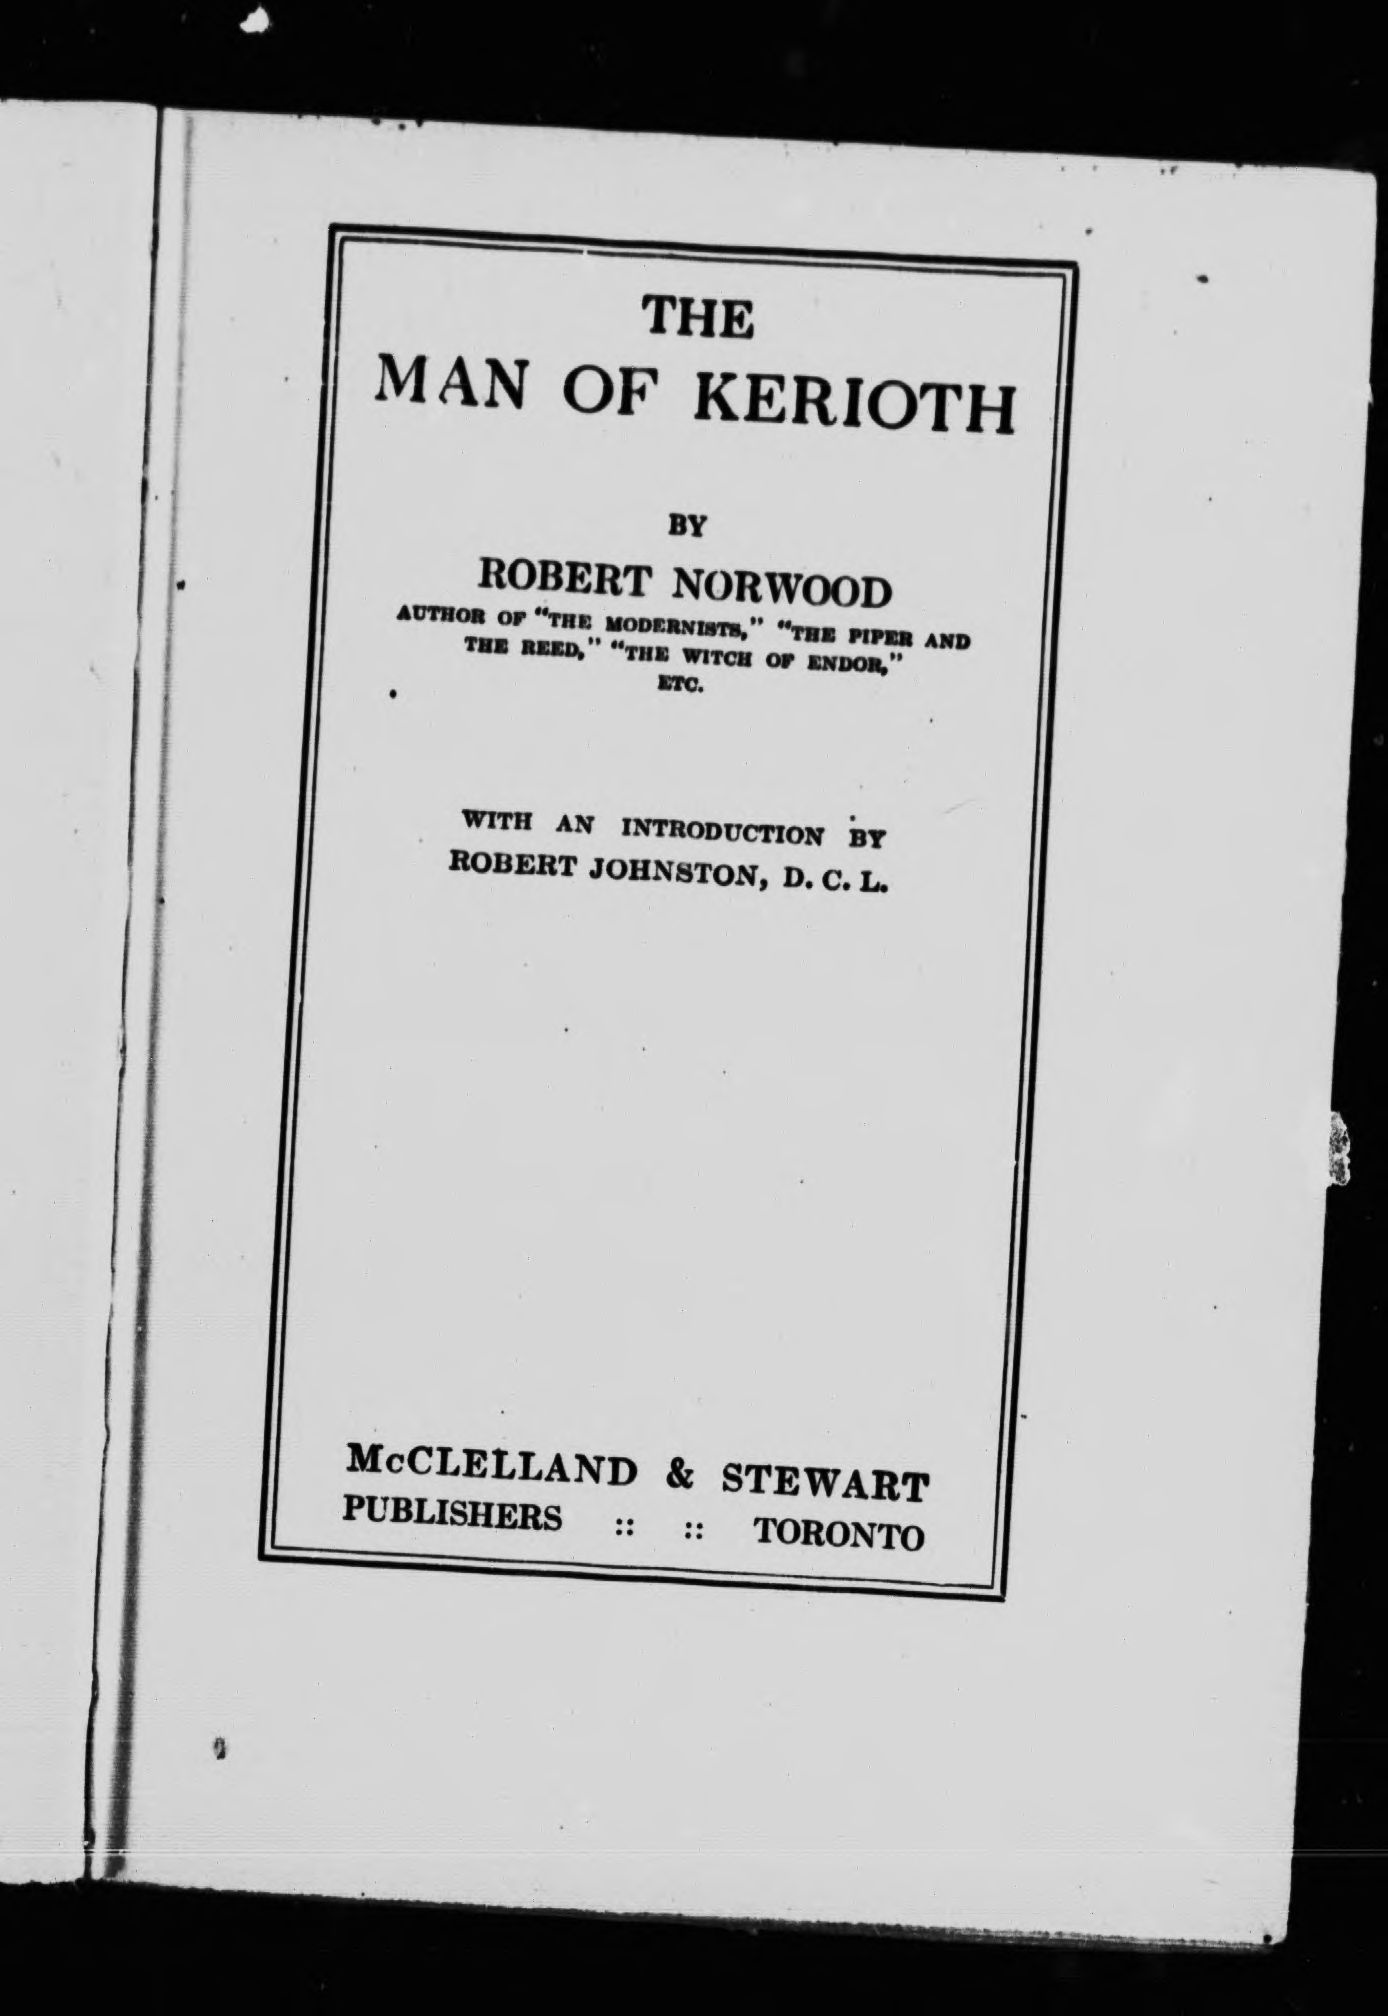 THE
MAN OF KERIOTH
BY
ROBERT NORWOOD
AUTHOR OF "THE MODERNISTS," "THE PIPER AND
THE REED," "THE WITCH OF ENDOR,"
ETC.
WITH AN INTRODUCTION BY
ROBERT JOHNSTON, D. C. L.
McCLELLAND & STEWART
PUBLISHERS :: :: TORONTO